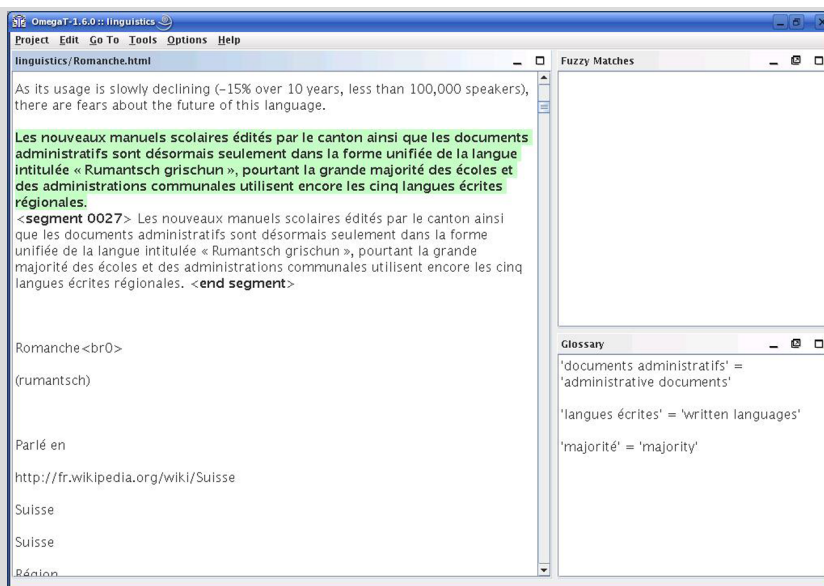 OmegaT-1.6.0 :: linguistics
Project Edit Go To Tools Options Help
linguistics/Romanche.html
As its usage is slowly declining (-15% over 10 years, less than 100,000 speakers),
there are fears about the future of this language.
Les nouveaux manuels scolaires édités par le canton ainsi que les documents
administratifs sont désormais seulement dans la forme unifiée de la langue
intitulée « Rumantsch grischun », pourtant la grande majorité des écoles et
des administrations communales utilisent encore les cinq langues écrites
régionales.
<segment 0027> Les nouveaux manuels scolaires édités par le canton ainsi
que les documents administratifs sont désormais seulement dans la forme
unifiée de la langue intitulée « Rumantsch grischun », pourtant la grande
majorité des écoles et des administrations communales utilisent encore les cinq
langues écrites régionales. <end segment>
Romanche<br0>
(rumantsch)
Parlé en
http://fr.wikipedia.org/wiki/Suisse
Suisse
Suisse
Région
Fuzzy Matches
Glossary
'documents administratifs' =
'administrative documents'
'langues écrites' = 'written languages'
'majorité' = 'majority'